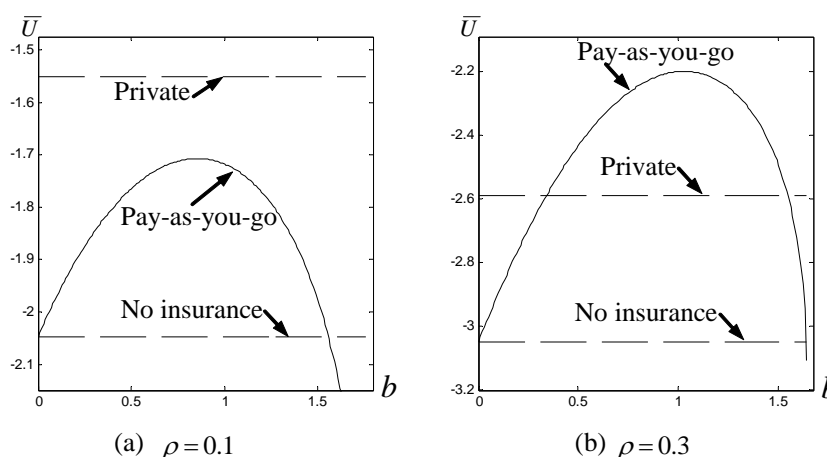 U̅
-1.5
-1.6
-1.7
-1.8
-1.9
-2
-2.1
Private
Pay-as-you-go
No insurance
0 0.5 1 1.5
b
(a) ρ = 0.1
U̅
-2.2
-2.4
-2.6
-2.8
-3
-3.2
Pay-as-you-go
Private
No insurance
0 0.5 1 1.5
(b) ρ = 0.3